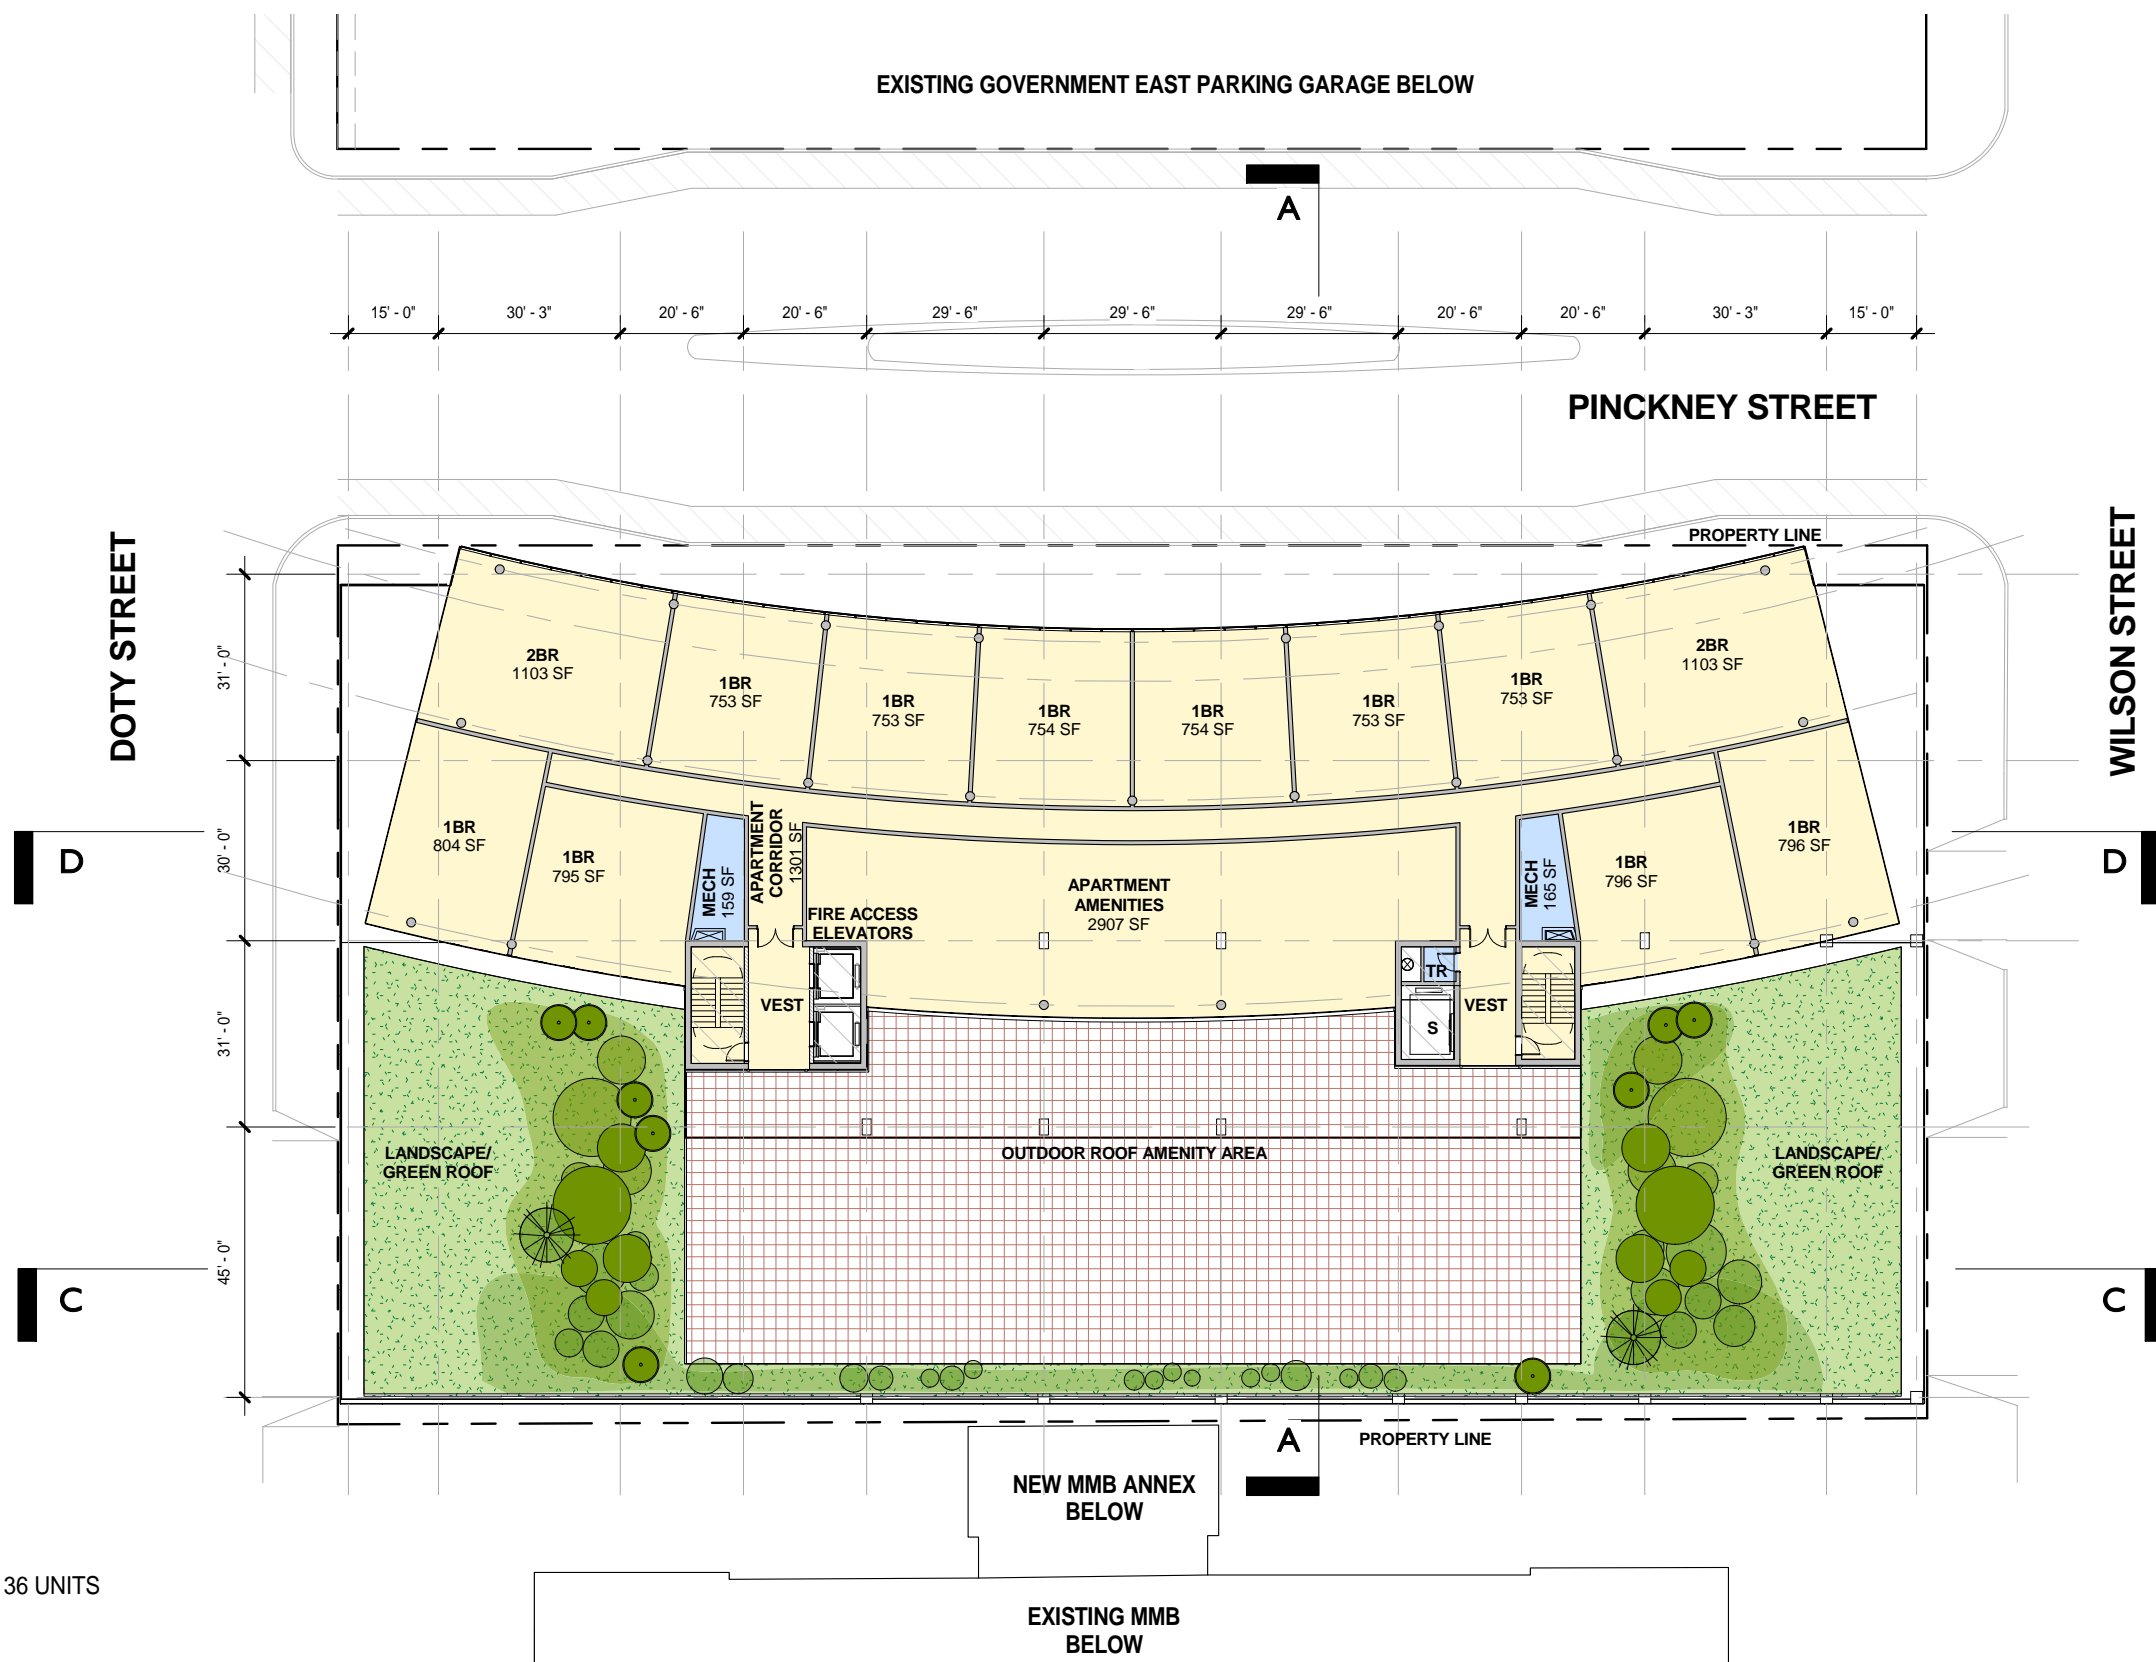 EXISTING GOVERNMENT EAST PARKING GARAGE BELOW
A
15' - 0"
30' - 3"
20' - 6"
20' - 6"
29' - 6"
29' - 6"
29' - 6"
20' - 6"
20' - 6"
30' - 3"
15' - 0"
PINCKNEY STREET
PROPERTY LINE
DOTY STREET
WILSON STREET
31' - 0"
30' - 0"
31' - 0"
45' - 0"
2BR
1103 SF
1BR
753 SF
1BR
753 SF
1BR
754 SF
1BR
754 SF
1BR
753 SF
1BR
753 SF
2BR
1103 SF
1BR
804 SF
1BR
795 SF
MECH
159 SF
APARTMENT
CORRIDOR
1301 SF
FIRE ACCESS
ELEVATORS
APARTMENT
AMENITIES
2907 SF
MECH
165 SF
1BR
796 SF
1BR
796 SF
D
D
VEST
TR
S
VEST
LANDSCAPE/
GREEN ROOF
OUTDOOR ROOF AMENITY AREA
LANDSCAPE/
GREEN ROOF
C
C
A
PROPERTY LINE
NEW MMB ANNEX
BELOW
36 UNITS
EXISTING MMB
BELOW